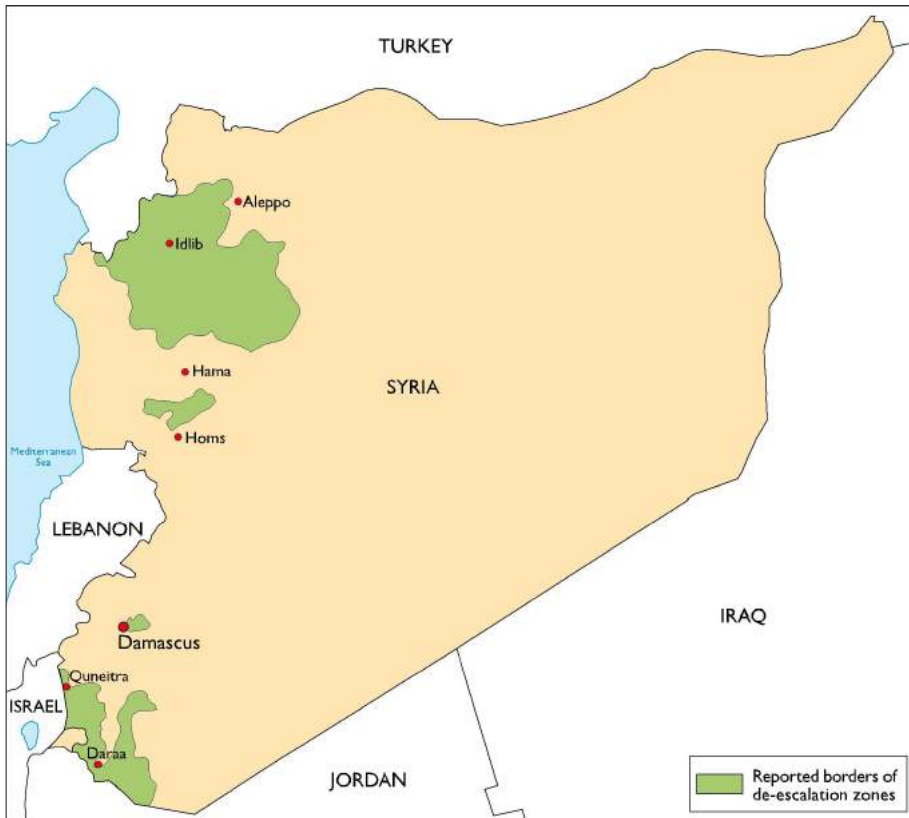 TURKEY
Aleppo
Idlib
Hama
SYRIA
Homs
Mediterranean
Sea
LEBANON
IRAQ
Damascus
Quneitra
ISRAEL
Daraa
JORDAN
Reported borders of
de-escalation zones